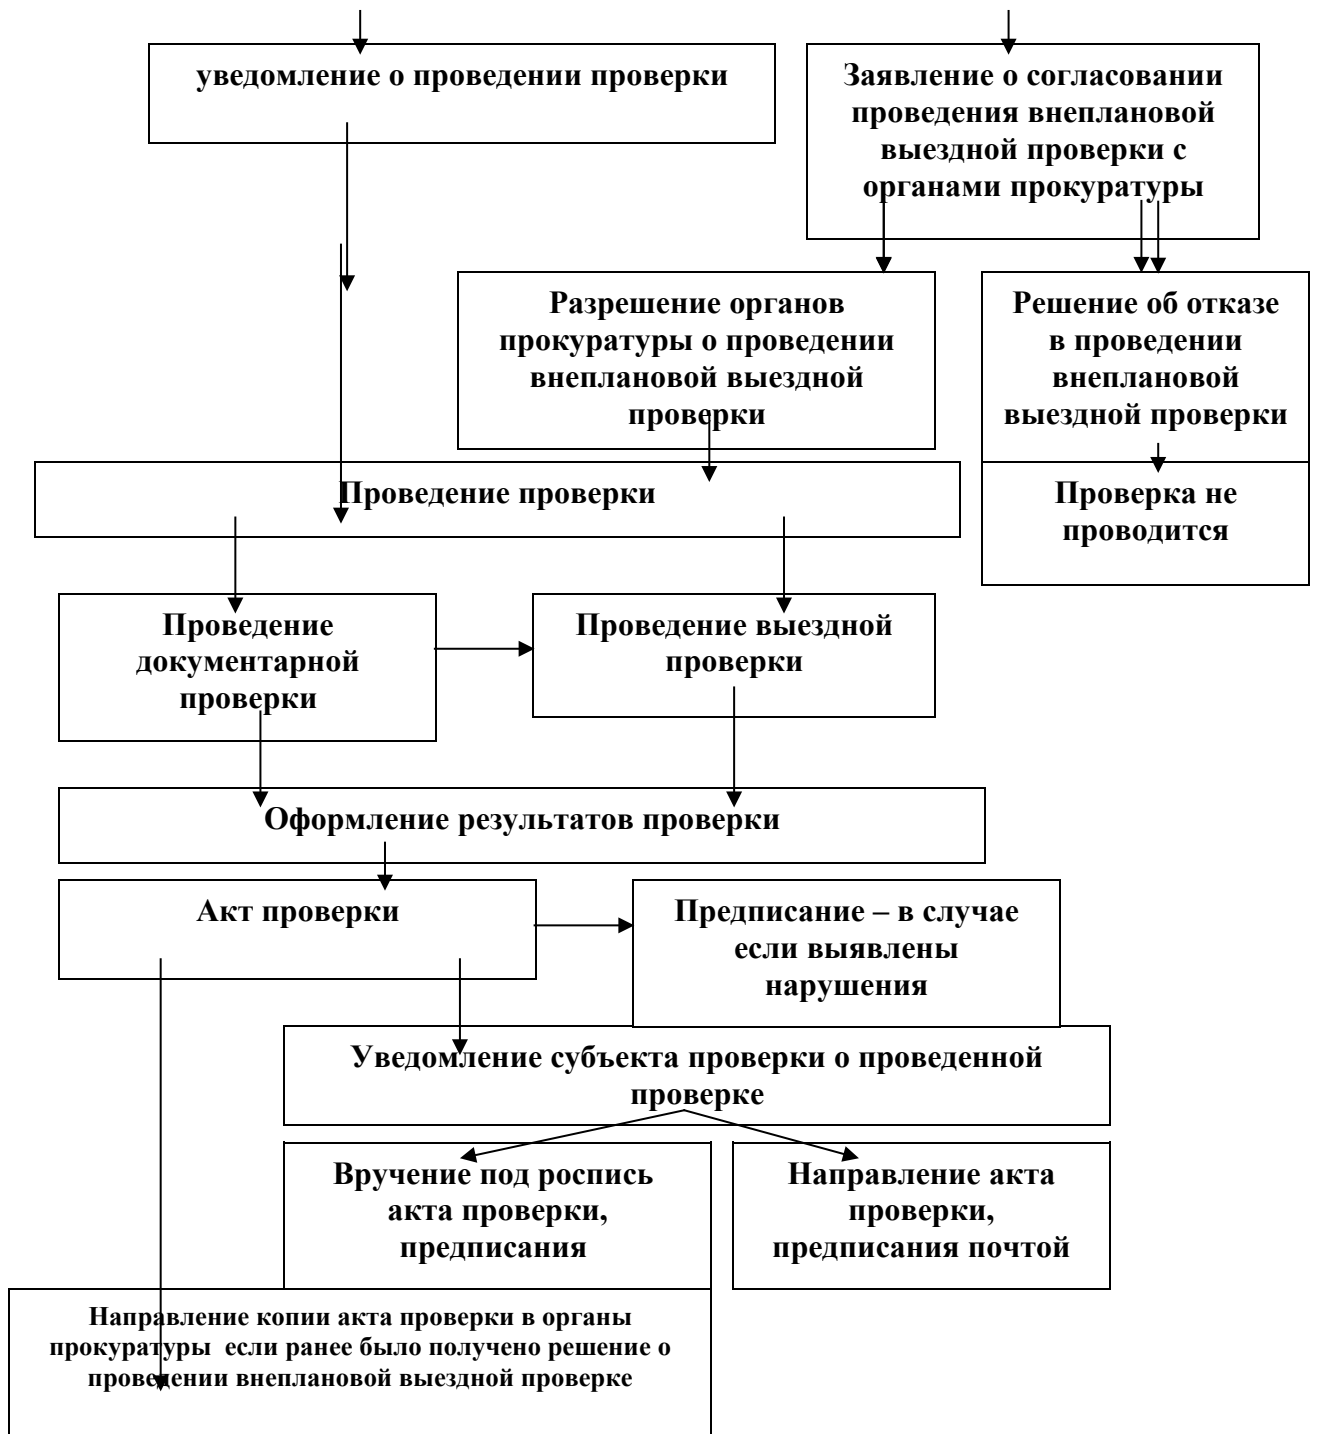 уведомление о проведении проверки
Заявление о согласовании
проведения внеплановой
выездной проверки с
органами прокуратуры
Разрешение органов
прокуратуры о проведении
внеплановой выездной
проверки
Решение об отказе
в проведении
внеплановой
выездной проверки
Проведение проверки
Проверка не
проводится
Проведение
документарной
проверки
Проведение выездной
проверки
Оформление результатов проверки
Акт проверки
Предписание – в случае
если выявлены
нарушения
Уведомление субъекта проверки о проведенной
проверке
Вручение под роспись
акта проверки,
предписания
Направление акта
проверки,
предписания почтой
Направление копии акта проверки в органы
прокуратуры если ранее было получено решение о
проведении внеплановой выездной проверке